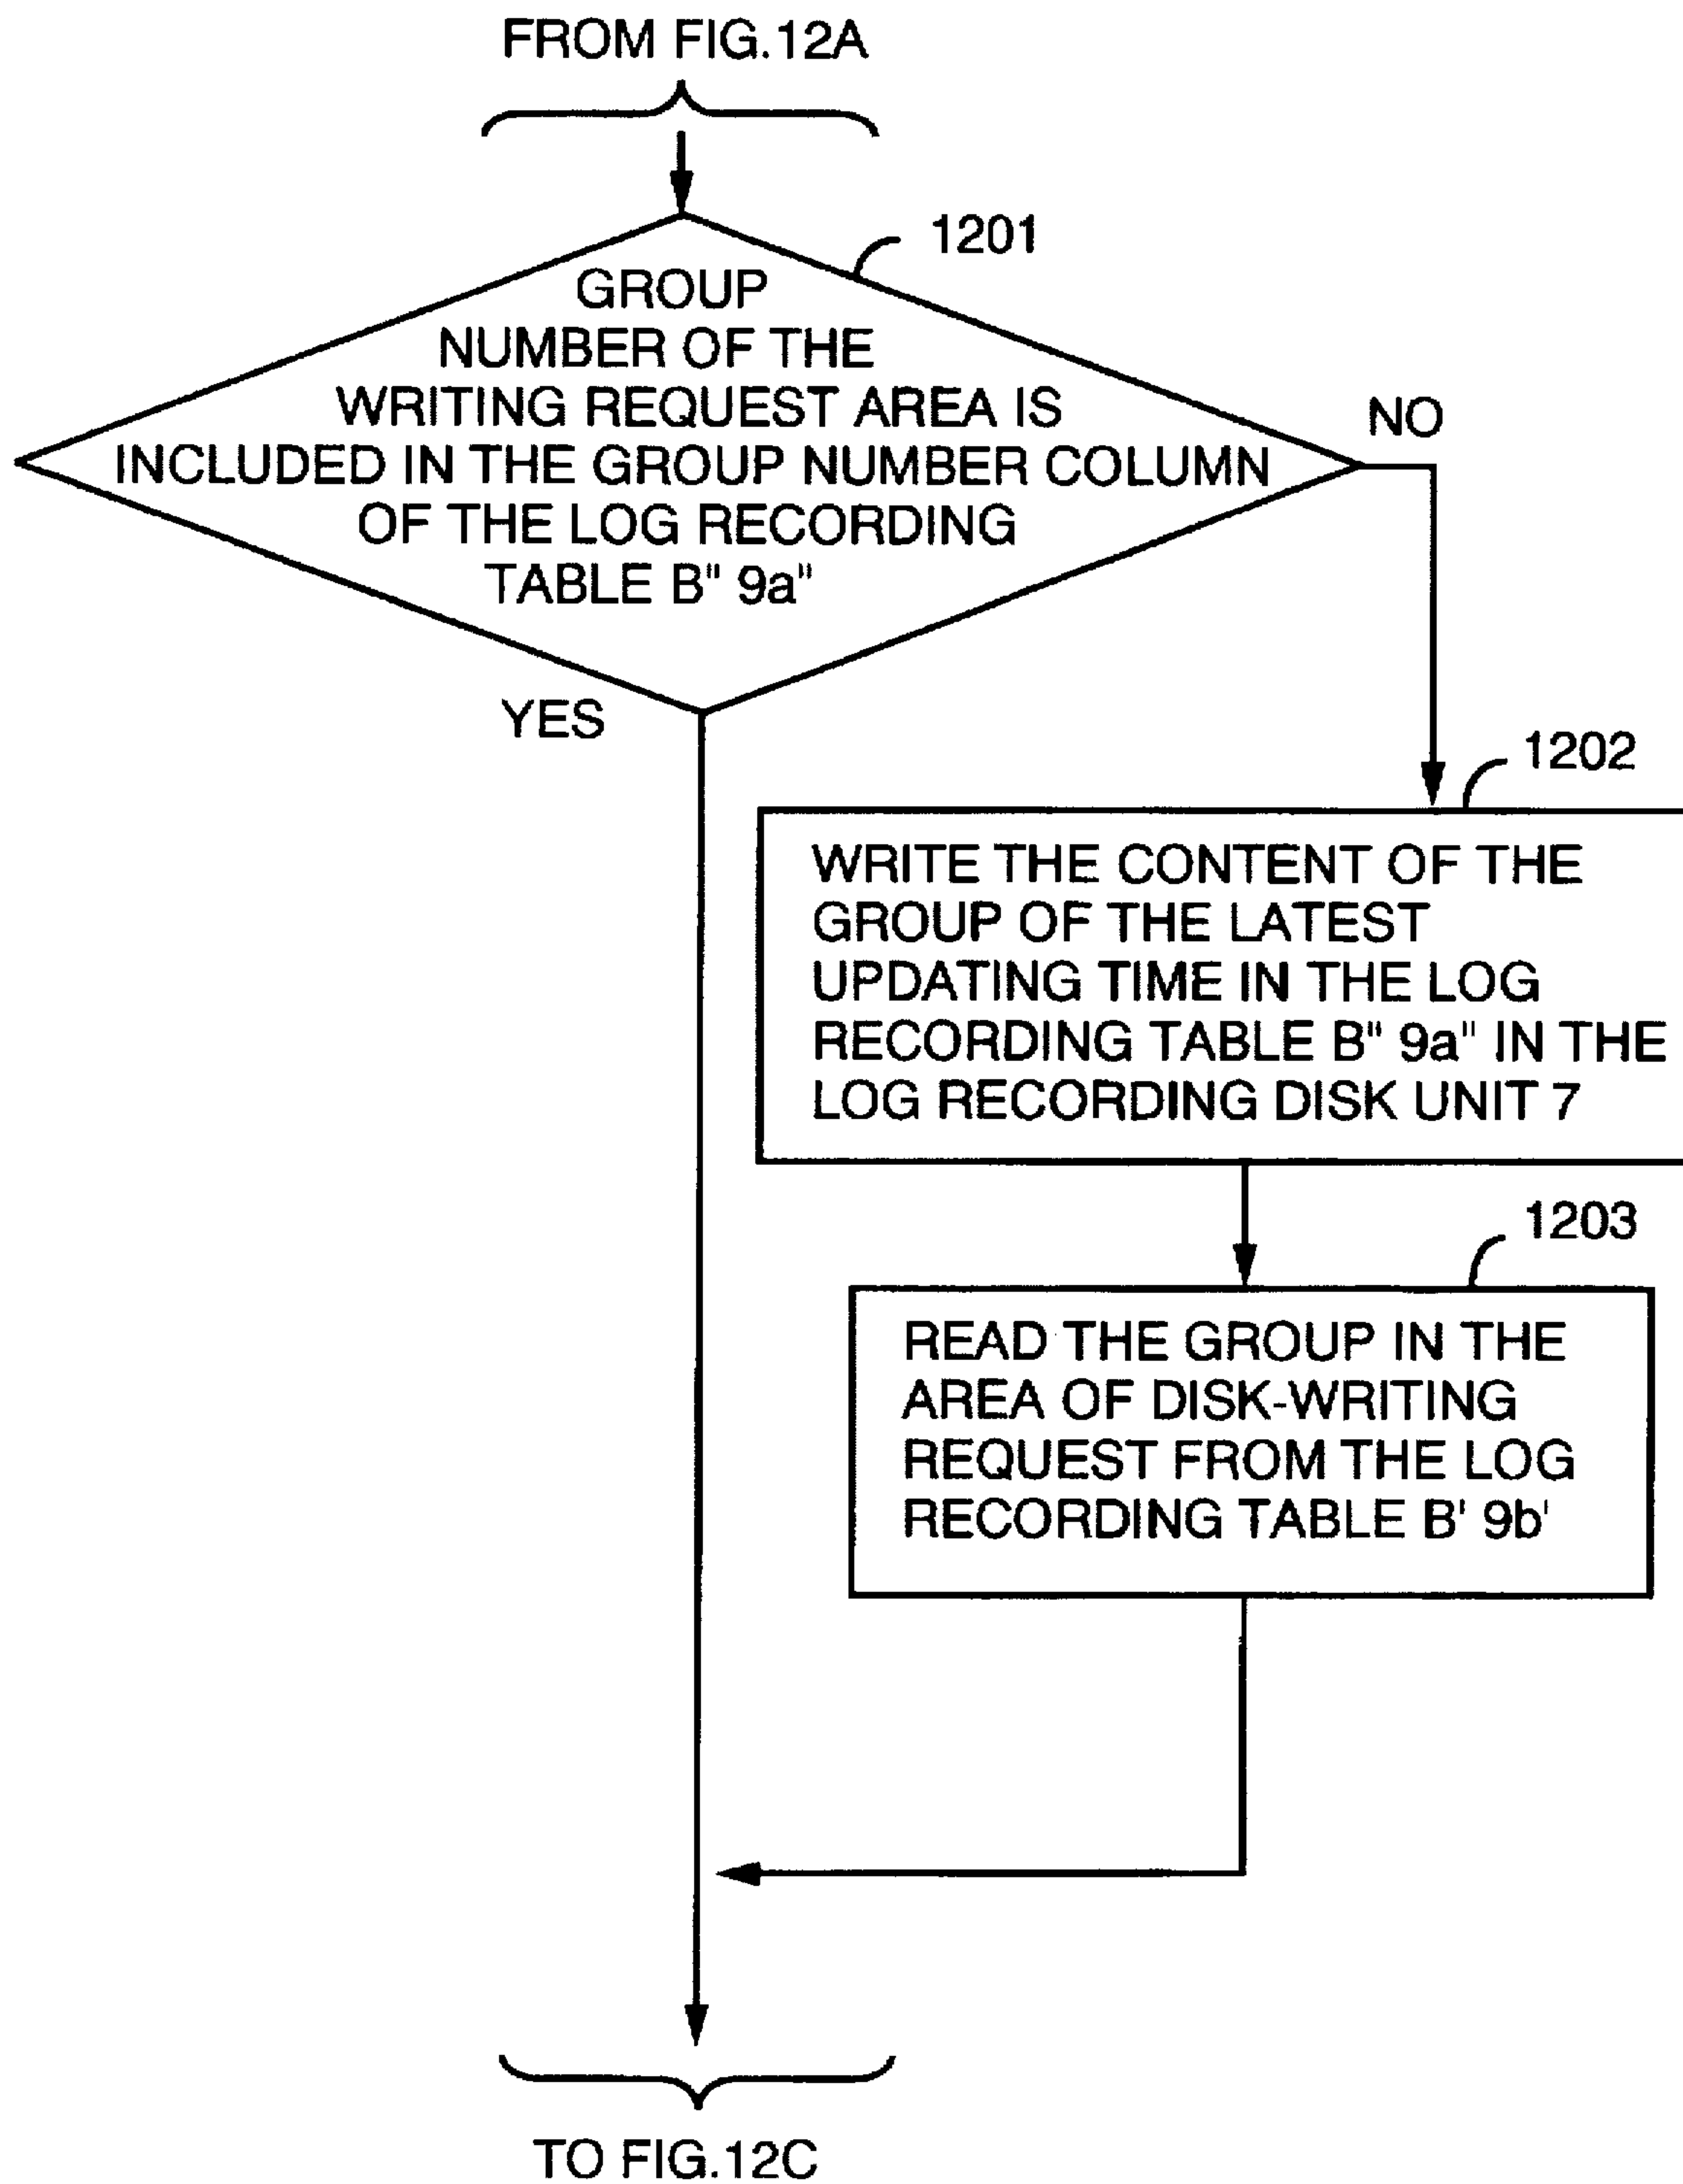 FROM FIG.12A
1201
GROUP
NUMBER OF THE
WRITING REQUEST AREA IS
INCLUDED IN THE GROUP NUMBER COLUMN
OF THE LOG RECORDING
TABLE B" 9a"
NO
YES
1202
WRITE THE CONTENT OF THE
GROUP OF THE LATEST
UPDATING TIME IN THE LOG
RECORDING TABLE B" 9a" IN THE
LOG RECORDING DISK UNIT 7
1203
READ THE GROUP IN THE
AREA OF DISK-WRITING
REQUEST FROM THE LOG
RECORDING TABLE B' 9b'
TO FIG.12C